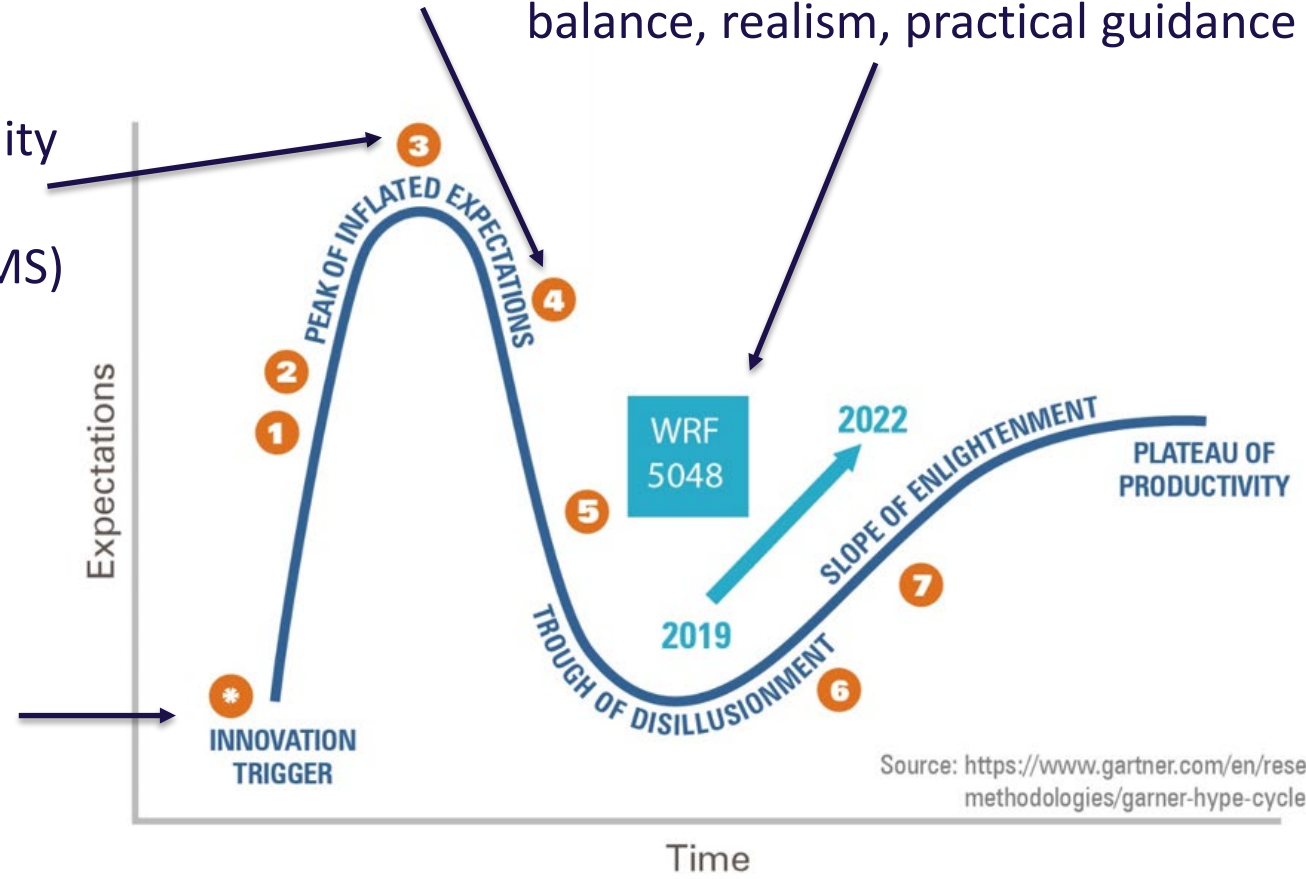 balance, realism, practical guidance
ity
MS)
3
PEAK OF INFLATED EXPECTATIONS
4
2
1
Expectations
WRF
5048
2022
5
SLOPE OF ENLIGHTENMENT
PLATEAU OF
PRODUCTIVITY
7
2019
TROUGH OF DISILLUSIONMENT
6
*
INNOVATION
TRIGGER
Source: https://www.gartner.com/en/rese
methodologies/garner-hype-cycle
Time